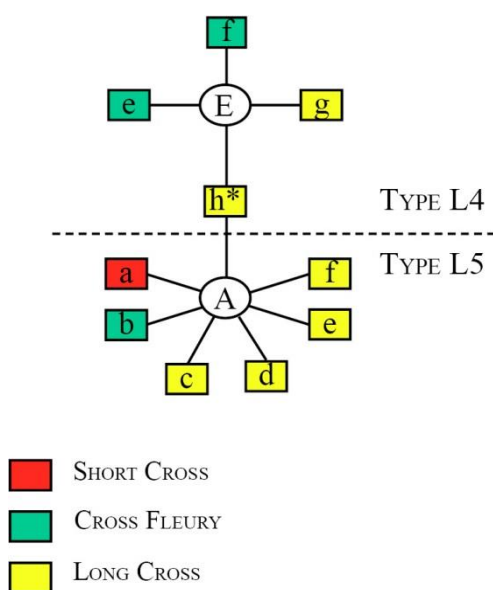 f
e E g
h*
TYPE L4
TYPE L5
a f
A
b e
c d
SHORT CROSS
CROSS FLEURY
LONG CROSS